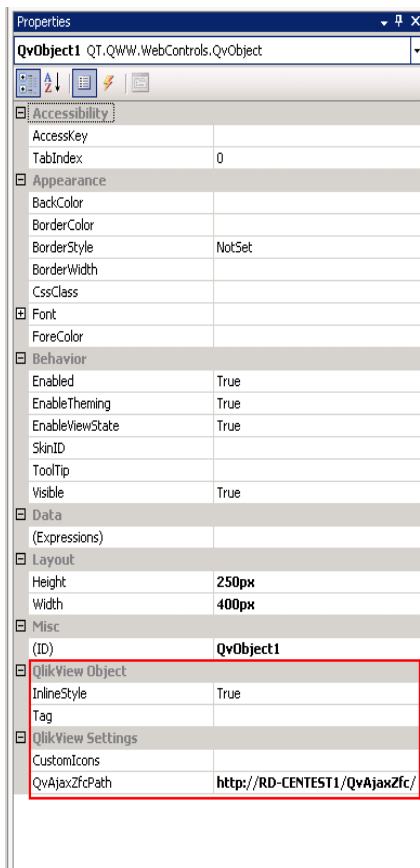 Properties
QvObject1 QT.QWW.WebControls.QvObject
Accessibility
AccessKey
TabIndex 0
Appearance
BackColor
BorderColor
BorderStyle NotSet
BorderWidth
CssClass
Font
ForeColor
Behavior
Enabled True
EnableTheming True
EnableViewState True
SkinID
ToolTip
Visible True
Data
(Expressions)
Layout
Height 250px
Width 400px
Misc
(ID) QvObject1
QlikView Object
InlineStyle True
Tag
QlikView Settings
CustomIcons
QvAjaxZfcPath http://RD-CENTEST1/QvAjaxZfc/